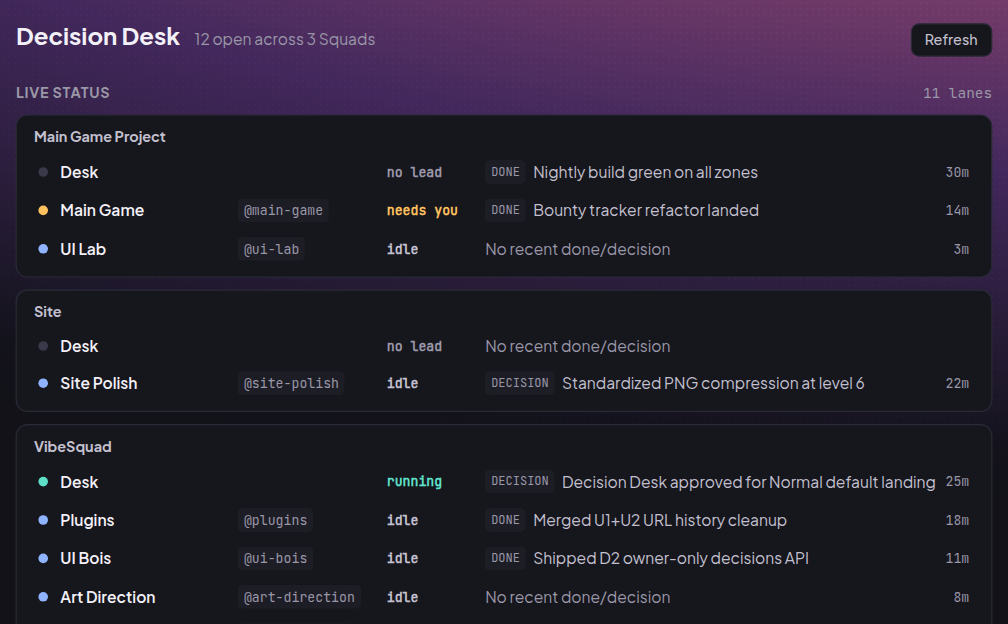 Decision Desk 12 open across 3 Squads Refresh
LIVE STATUS 11 lanes
Main Game Project
Desk no lead DONE Nightly build green on all zones 30m
Main Game @main-game needs you DONE Bounty tracker refactor landed 14m
UI Lab @ui-lab idle No recent done/decision 3m
Site
Desk no lead No recent done/decision
Site Polish @site-polish idle DECISION Standardized PNG compression at level 6 22m
VibeSquad
Desk running DECISION Decision Desk approved for Normal default landing 25m
Plugins @plugins idle DONE Merged U1+U2 URL history cleanup 18m
UI Bois @ui-bois idle DONE Shipped D2 owner-only decisions API 11m
Art Direction @art-direction idle No recent done/decision 8m